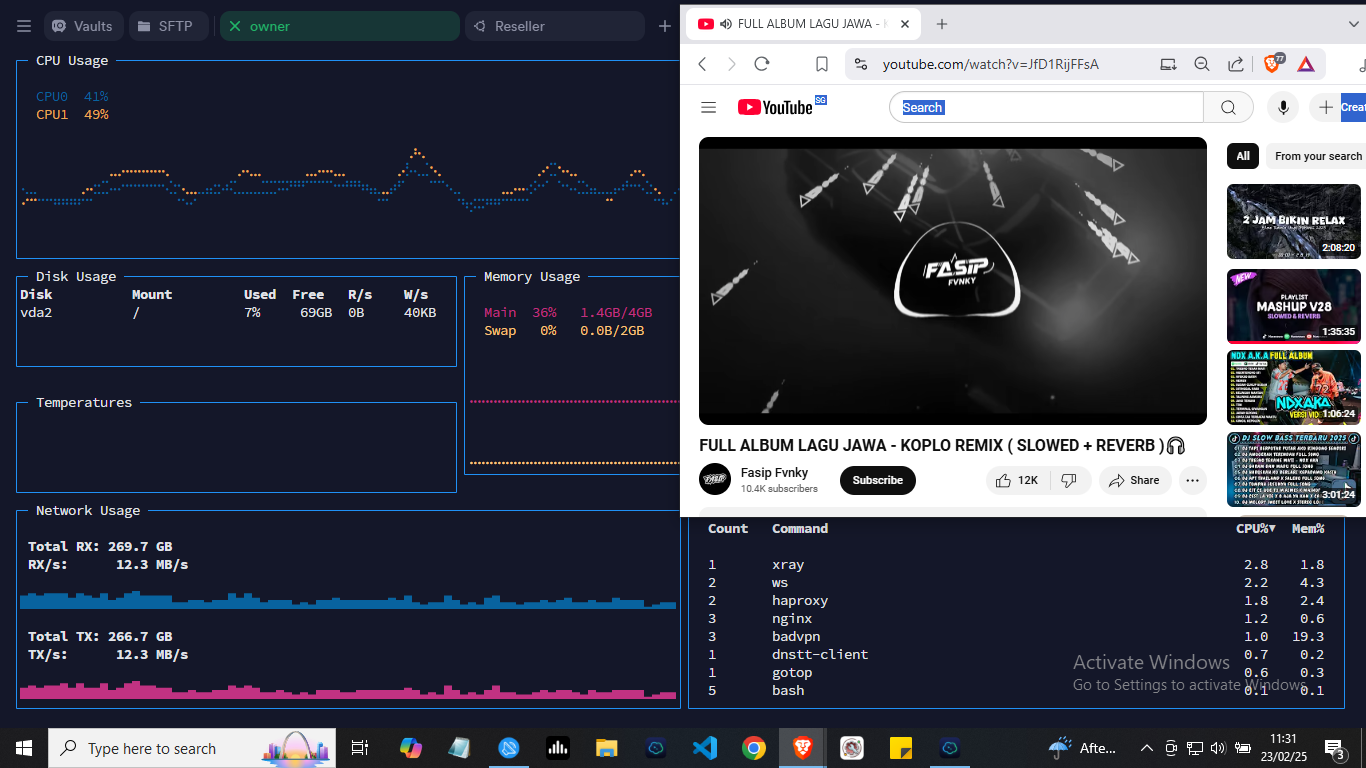 Vaults
SFTP
owner
Reseller
CPU Usage
CPU0 41%
CPU1 49%
Disk Usage
Disk Mount Used Free R/s W/s
vda2 / 7% 69GB 0B 40KB
Memory Usage
Main 36% 1.4GB/4GB
Swap 0% 0.0B/2GB
Temperatures
Network Usage
Total RX: 269.7 GB
RX/s: 12.3 MB/s
Total TX: 266.7 GB
TX/s: 12.3 MB/s
FULL ALBUM LAGU JAWA -
youtube.com/watch?v=JfD1RijFFsA
77
YouTube SG
Search
Creat
FASIP
FVNKY
FULL ALBUM LAGU JAWA - KOPLO REMIX ( SLOWED + REVERB )🎧
Fasip Fvnky
10.4K subscribers
Subscribe
12K
Share
All
From your search
2 JAM BIKIN RELAX
2:08:20
NEW
PLAYLIST
MASHUP V28
SLOWED & REVERB
1:35:35
NDX A.K.A FULL ALBUM
NDXAKA
VERSI VID
1:06:24
DJ SLOW BASS TERBARU 2025
3:01:24
Count Command CPU%▼ Mem%
1 xray 2.8 1.8
2 ws 2.2 4.3
2 haproxy 1.8 2.4
3 nginx 1.2 0.6
3 badvpn 1.0 19.3
1 dnstt-client 0.7 0.2
1 gotop 0.6 0.3
5 bash 0.1 0.1
Activate Windows
Go to Settings to activate Windows.
Type here to search
Afte...
11:31
23/02/25
3